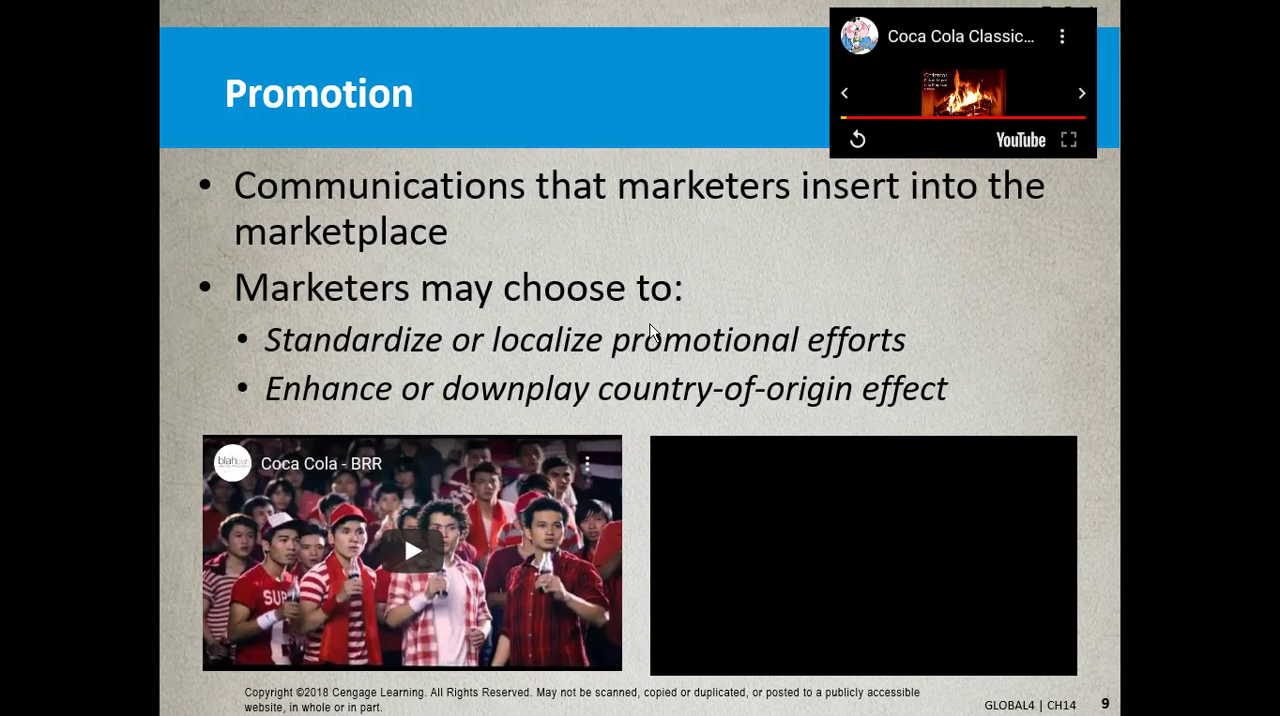 Coca Cola Classic…
Promotion
YouTube
• Communications that marketers insert into the
marketplace
• Marketers may choose to:
• Standardize or localize promotional efforts
• Enhance or downplay country-of-origin effect
blah
Coca Cola - BRR
SUP
Copyright ©2018 Cengage Learning. All Rights Reserved. May not be scanned, copied or duplicated, or posted to a publicly accessible
website, in whole or in part.
GLOBAL4 | CH14
9